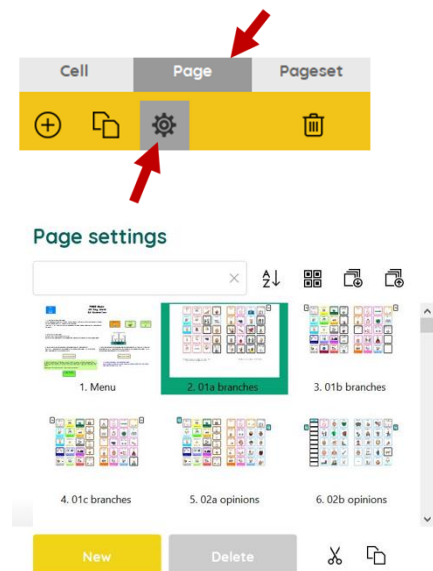 Cell Page Pageset
Page settings
1. Menu 2. 01a branches 3. 01b branches
4. 01c branches 5. 02a opinions 6. 02b opinions
New Delete